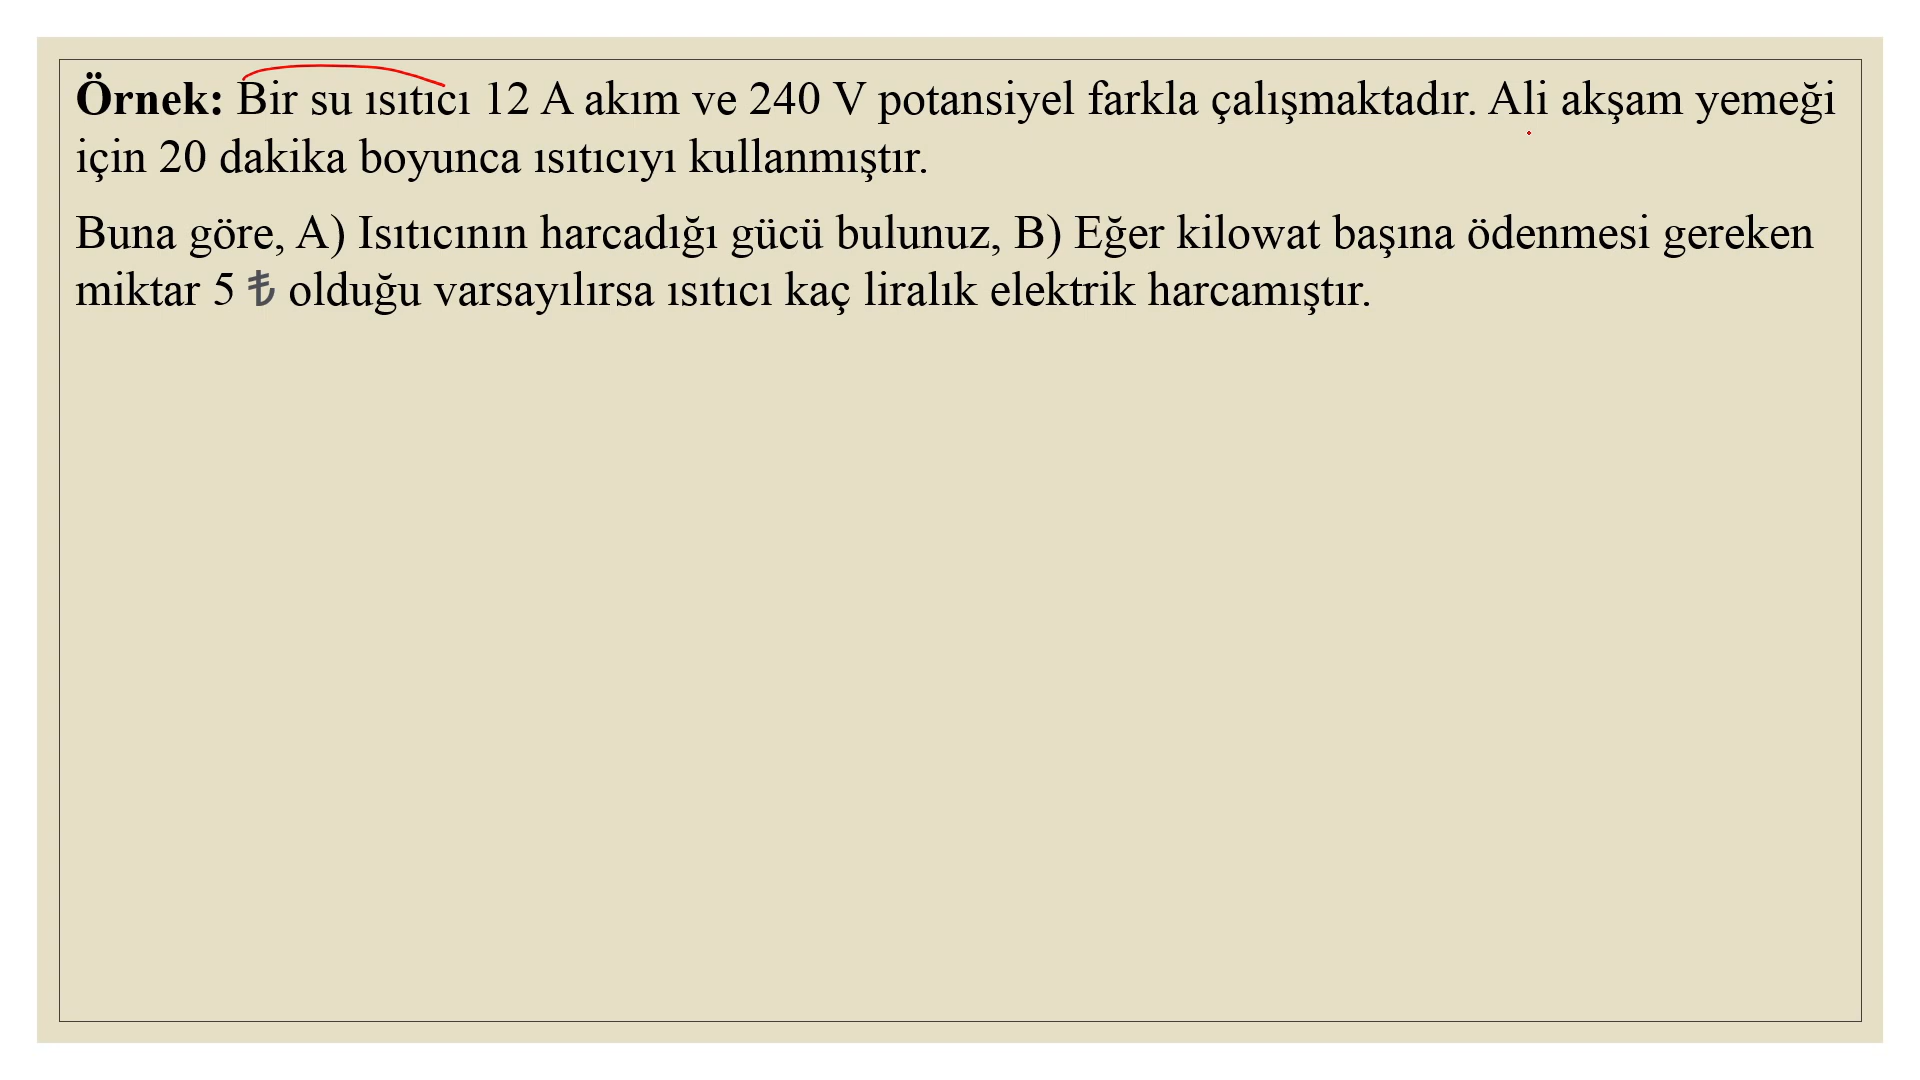 Örnek: Bir su ısıtıcı 12 A akım ve 240 V potansiyel farkla çalışmaktadır. Ali akşam yemeği
için 20 dakika boyunca ısıtıcıyı kullanmıştır.
Buna göre, A) Isıtıcının harcadığı gücü bulunuz, B) Eğer kilowat başına ödenmesi gereken
miktar 5 ₺ olduğu varsayılırsa ısıtıcı kaç liralık elektrik harcamıştır.